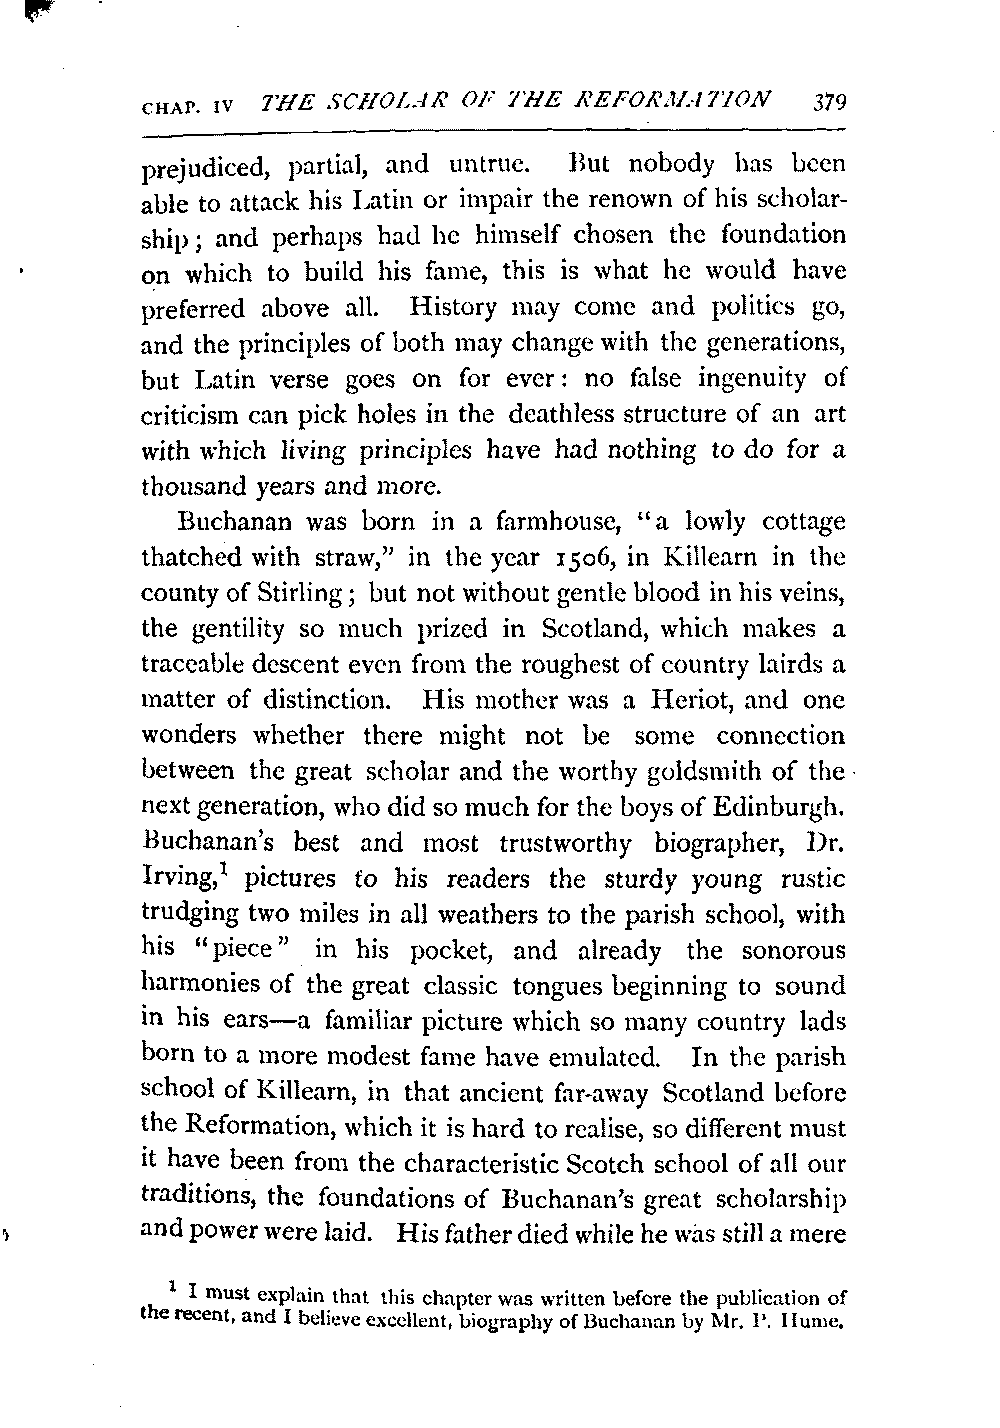 CHAP. IV THE SCHOLAR OF THE REFORMATION 379
prejudiced, partial, and untrue. But nobody has been
able to attack his Latin or impair the renown of his scholar-
ship; and perhaps had he himself chosen the foundation
on which to build his fame, this is what he would have
preferred above all. History may come and politics go,
and the principles of both may change with the generations,
but Latin verse goes on for ever: no false ingenuity of
criticism can pick holes in the deathless structure of an art
with which living principles have had nothing to do for a
thousand years and more.
Buchanan was born in a farmhouse, "a lowly cottage
thatched with straw," in the year 1506, in Killearn in the
county of Stirling; but not without gentle blood in his veins,
the gentility so much prized in Scotland, which makes a
traceable descent even from the roughest of country lairds a
matter of distinction. His mother was a Heriot, and one
wonders whether there might not be some connection
between the great scholar and the worthy goldsmith of the
next generation, who did so much for the boys of Edinburgh.
Buchanan's best and most trustworthy biographer, Dr.
Irving,¹ pictures to his readers the sturdy young rustic
trudging two miles in all weathers to the parish school, with
his "piece" in his pocket, and already the sonorous
harmonies of the great classic tongues beginning to sound
in his ears—a familiar picture which so many country lads
born to a more modest fame have emulated. In the parish
school of Killearn, in that ancient far-away Scotland before
the Reformation, which it is hard to realise, so different must
it have been from the characteristic Scotch school of all our
traditions, the foundations of Buchanan's great scholarship
and power were laid. His father died while he was still a mere
¹ I must explain that this chapter was written before the publication of
the recent, and I believe excellent, biography of Buchanan by Mr. P. Hume.